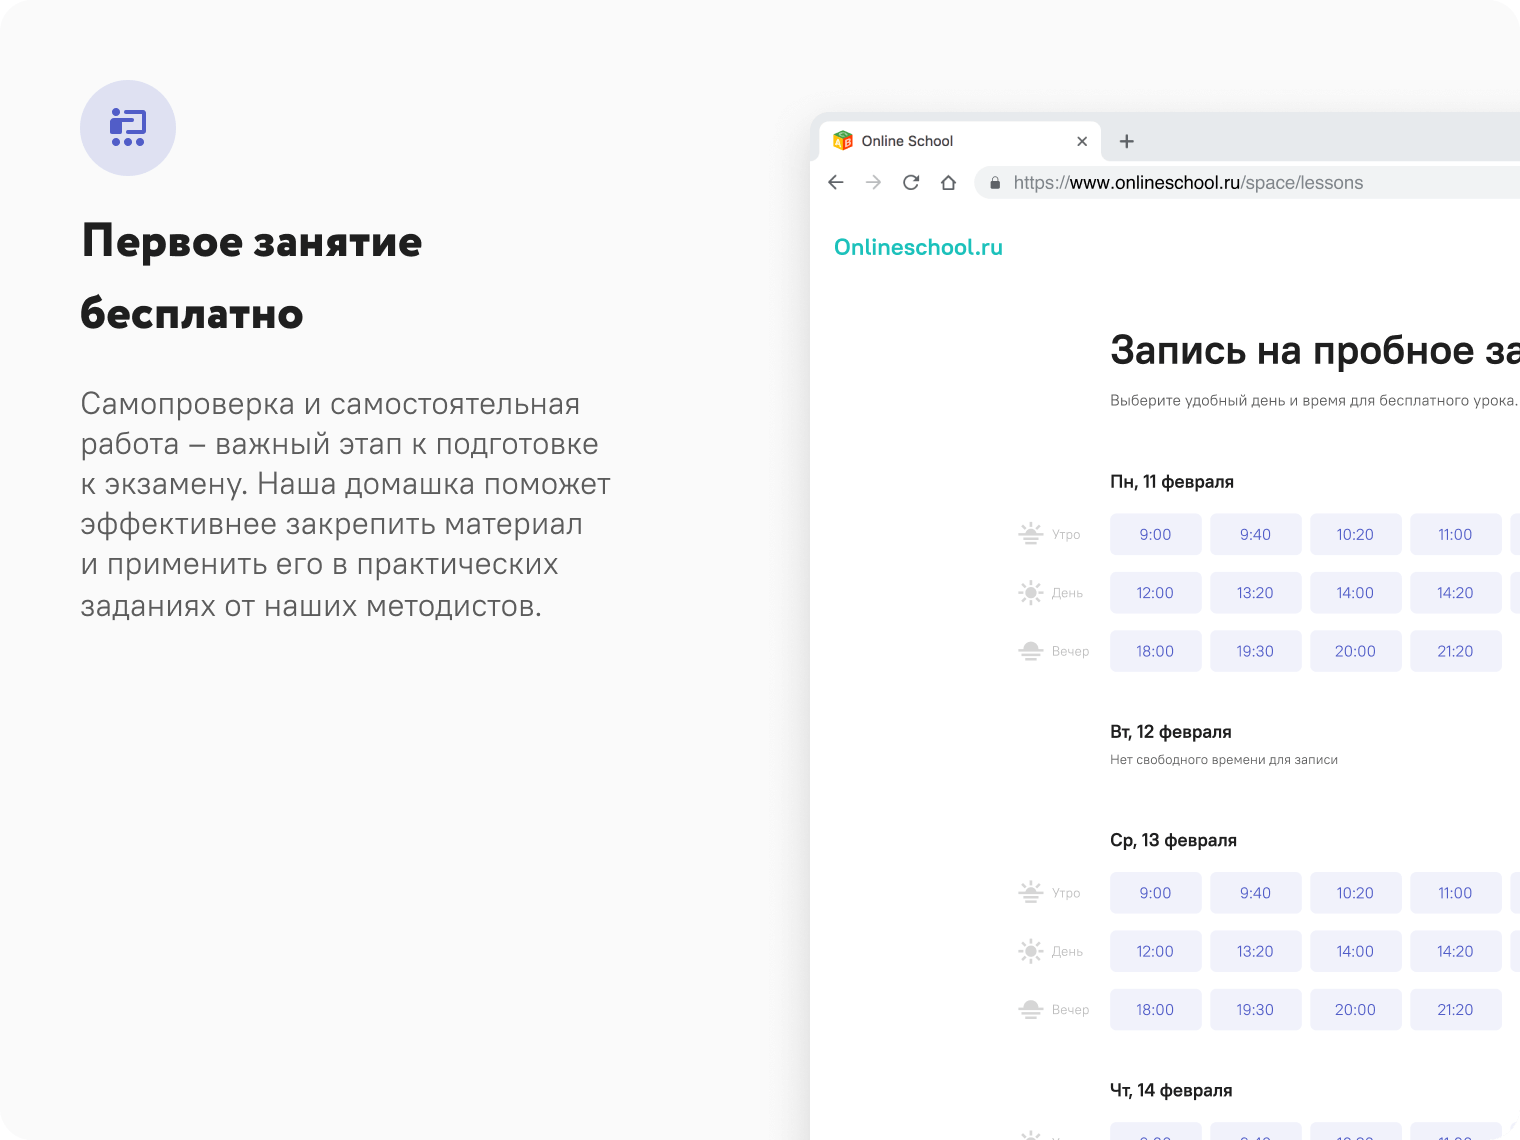 Первое занятие
бесплатно
Самопроверка и самостоятельная
работа – важный этап к подготовке
к экзамену. Наша домашка поможет
эффективнее закрепить материал
и применить его в практических
заданиях от наших методистов.
Online School
https://www.onlineschool.ru/space/lessons
Onlineschool.ru
Запись на пробное
Выберите удобный день и время для бесплатного урока.
Пн, 11 февраля
Утро 9:00 9:40 10:20 11:00
День 12:00 13:20 14:00 14:20
Вечер 18:00 19:30 20:00 21:20
Вт, 12 февраля
Нет свободного времени для записи
Ср, 13 февраля
Утро 9:00 9:40 10:20 11:00
День 12:00 13:20 14:00 14:20
Вечер 18:00 19:30 20:00 21:20
Чт, 14 февраля